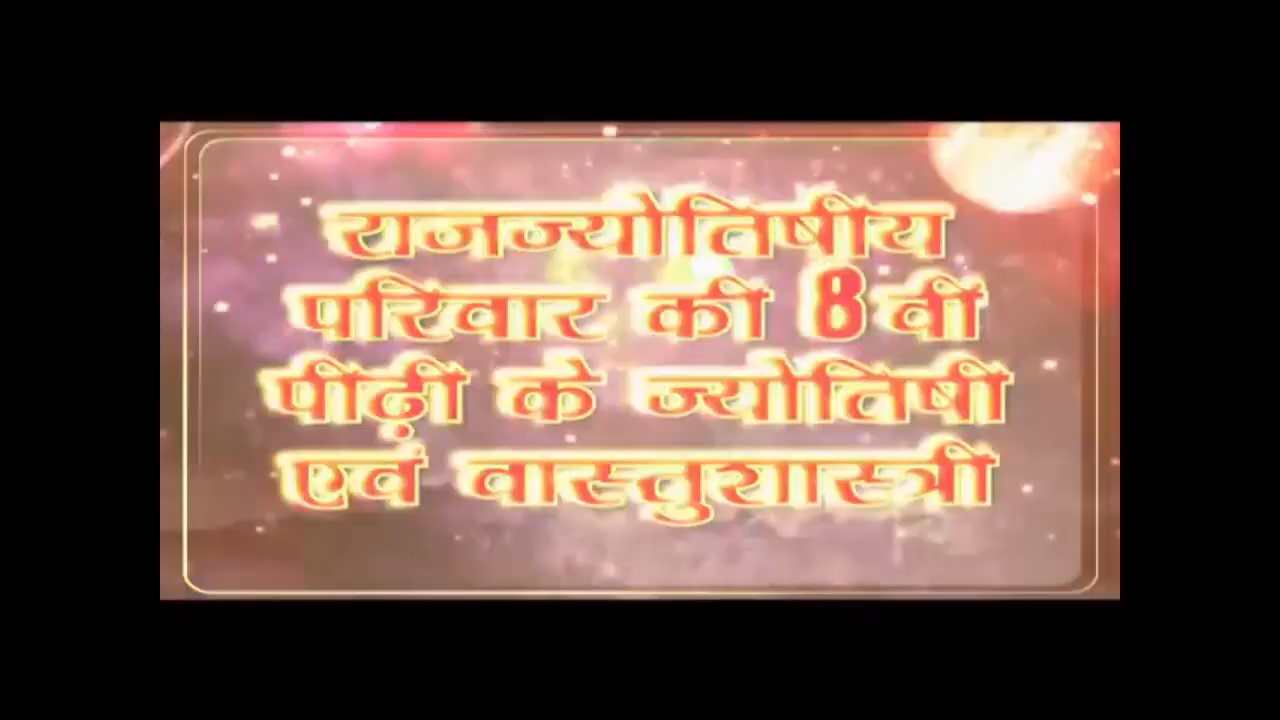 राजज्योतिषीय
परिवार की 8 वीं
पीढ़ी के ज्योतिषी
एवं वास्तुशास्त्री